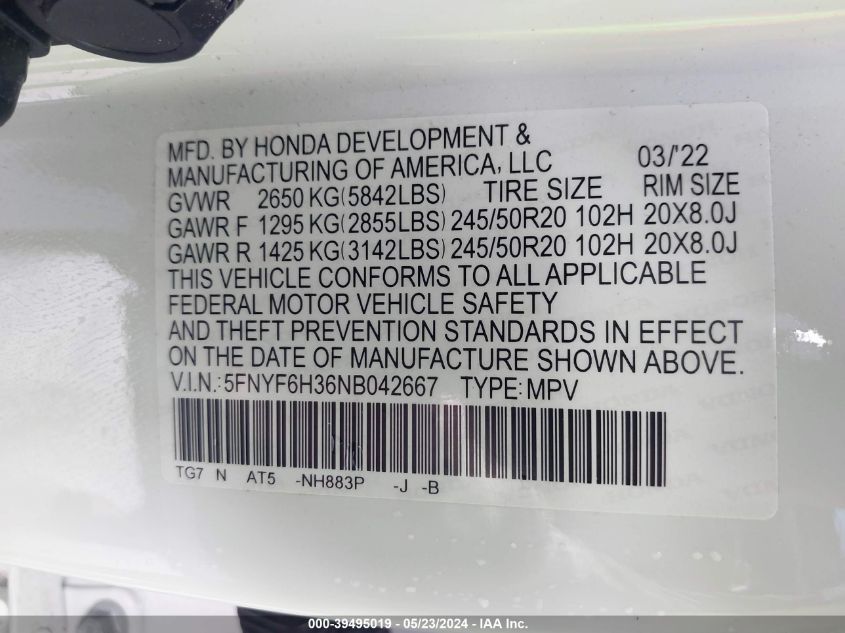 MFD. BY HONDA DEVELOPMENT &
MANUFACTURING OF AMERICA, LLC 03/'22
GVWR 2650 KG(5842LBS) TIRE SIZE RIM SIZE
GAWR F 1295 KG(2855LBS) 245/50R20 102H 20X8.0J
GAWR R 1425 KG(3142LBS) 245/50R20 102H 20X8.0J
THIS VEHICLE CONFORMS TO ALL APPLICABLE
FEDERAL MOTOR VEHICLE SAFETY
AND THEFT PREVENTION STANDARDS IN EFFECT
ON THE DATE OF MANUFACTURE SHOWN ABOVE.
V.I.N.:5FNYF6H36NB042667 TYPE:MPV
TG7 N AT5 -NH883P -J -B
000-39495019 - 05/23/2024 - IAA Inc.